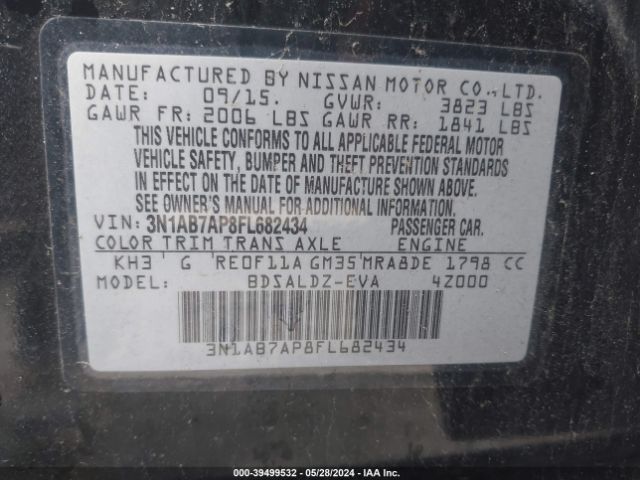 MANUFACTURED BY NISSAN MOTOR CO.,LTD.
DATE: 09/15. GVWR: 3823 LBS
GAWR FR: 2006 LBS GAWR RR: 1841 LBS
THIS VEHICLE CONFORMS TO ALL APPLICABLE FEDERAL MOTOR
VEHICLE SAFETY, BUMPER AND THEFT PREVENTION STANDARDS
IN EFFECT ON THE DATE OF MANUFACTURE SHOWN ABOVE.
SEE OWNER'S MANUAL FOR ADDITIONAL INFORMATION.
VIN: 3N1AB7AP8FL682434 PASSENGER CAR.
COLOR TRIM TRANS AXLE ENGINE
KH3 G RE0F11A GM35 MRA8DE 1798 CC
MODEL: BDSALDZ-EVA 4Z000
3N1AB7AP8FL682434
000-39499532 - 05/28/2024 - IAA Inc.